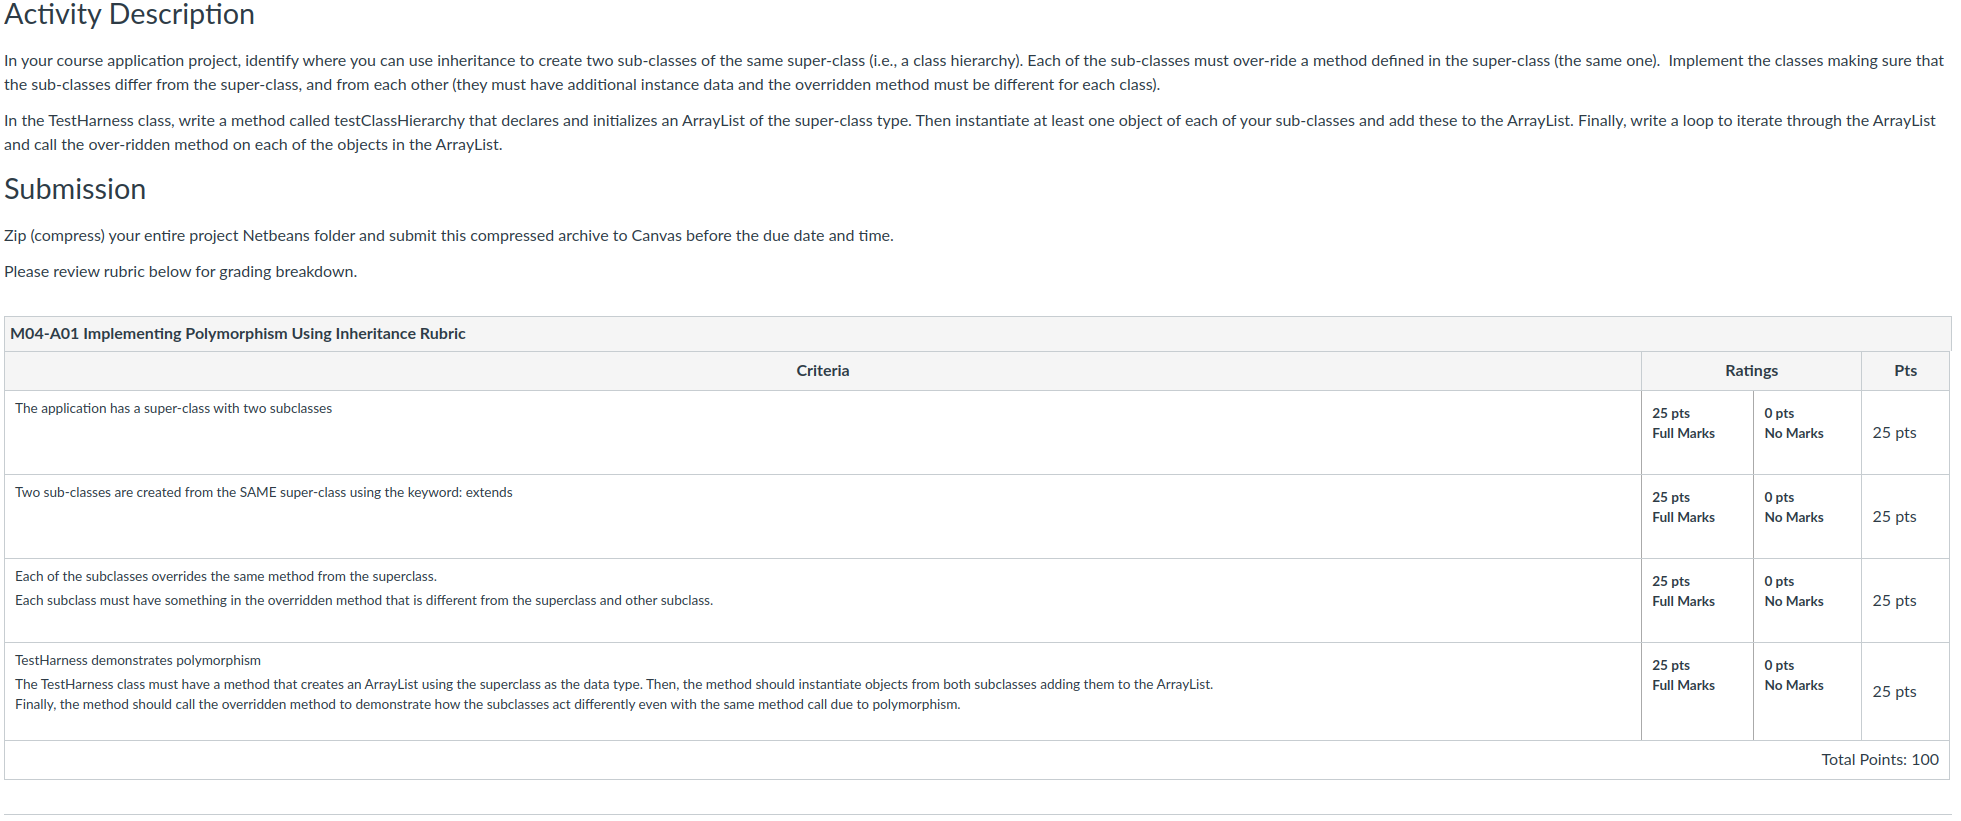 Activity Description
In your course application project, identify where you can use inheritance to create two sub-classes of the same super-class (i.e., a class hierarchy). Each of the sub-classes must over-ride a method defined in the super-class (the same one).  Implement the classes making sure that
the sub-classes differ from the super-class, and from each other (they must have additional instance data and the overridden method must be different for each class).
In the TestHarness class, write a method called testClassHierarchy that declares and initializes an ArrayList of the super-class type. Then instantiate at least one object of each of your sub-classes and add these to the ArrayList. Finally, write a loop to iterate through the ArrayList
and call the over-ridden method on each of the objects in the ArrayList.
Submission
Zip (compress) your entire project Netbeans folder and submit this compressed archive to Canvas before the due date and time.
Please review rubric below for grading breakdown.
M04-A01 Implementing Polymorphism Using Inheritance Rubric
Criteria Ratings Pts
The application has a super-class with two subclasses
25 pts 0 pts
Full Marks No Marks
25 pts
Two sub-classes are created from the SAME super-class using the keyword: extends
25 pts 0 pts
Full Marks No Marks
25 pts
Each of the subclasses overrides the same method from the superclass.
Each subclass must have something in the overridden method that is different from the superclass and other subclass.
25 pts 0 pts
Full Marks No Marks
25 pts
TestHarness demonstrates polymorphism
The TestHarness class must have a method that creates an ArrayList using the superclass as the data type. Then, the method should instantiate objects from both subclasses adding them to the ArrayList.
Finally, the method should call the overridden method to demonstrate how the subclasses act differently even with the same method call due to polymorphism.
25 pts 0 pts
Full Marks No Marks
25 pts
Total Points: 100